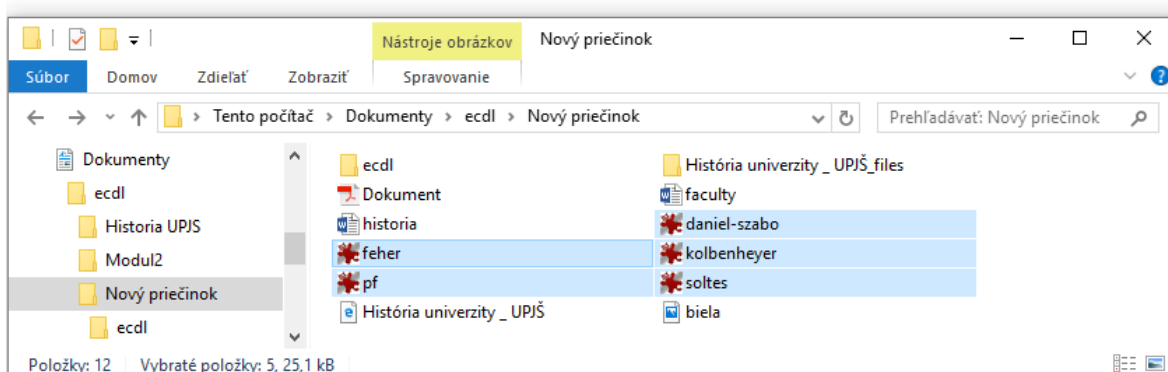 Nástroje obrázkov Nový priečinok
Súbor Domov Zdieľať Zobraziť Spravovanie
Tento počítač Dokumenty ecdl Nový priečinok Prehľadávať: Nový priečinok
Dokumenty
ecdl
Historia UPJS
Modul2
Nový priečinok
ecdl
ecdl História univerzity _ UPJŠ_files
Dokument faculty
historia daniel-szabo
feher kolbenheyer
pf soltes
História univerzity _ UPJŠ biela
Položky: 12 Vybraté položky: 5, 25,1 kB